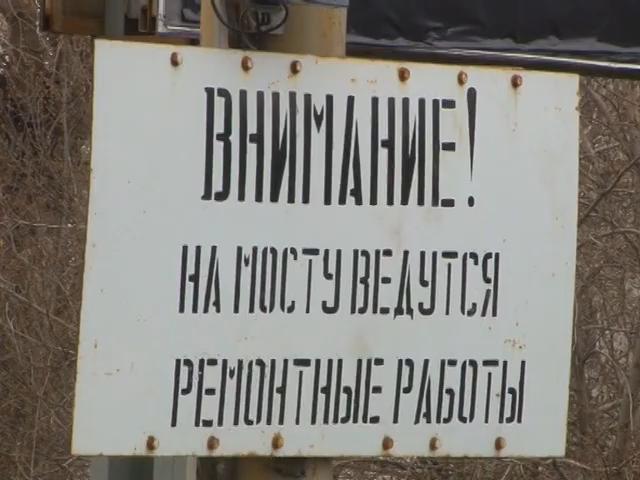 ВНИМАНИЕ!
НА МОСТУ ВЕДУТСЯ
РЕМОНТНЫЕ РАБОТЫ